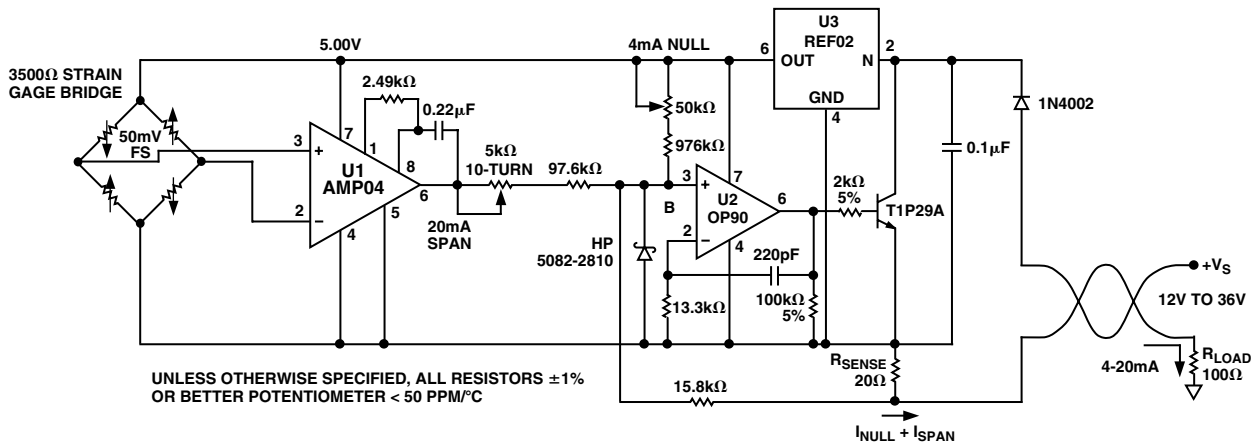 3500Ω STRAIN
GAGE BRIDGE
50mV
FS
5.00V
2.49kΩ
0.22µF
3
+
7
1
8
U1
AMP04
6
2
–
4
5
5kΩ
10-TURN
20mA
SPAN
97.6kΩ
4mA NULL
50kΩ
976kΩ
B
3
+
7
U2
OP90
6
2
–
4
HP
5082-2810
220pF
13.3kΩ
100kΩ
5%
6
U3
REF02
OUT
N
2
GND
4
2kΩ
5%
T1P29A
0.1µF
1N4002
+VS
12V TO 36V
4-20mA
RLOAD
100Ω
RSENSE
20Ω
15.8kΩ
INULL + ISPAN
UNLESS OTHERWISE SPECIFIED, ALL RESISTORS ±1%
OR BETTER POTENTIOMETER < 50 PPM/°C